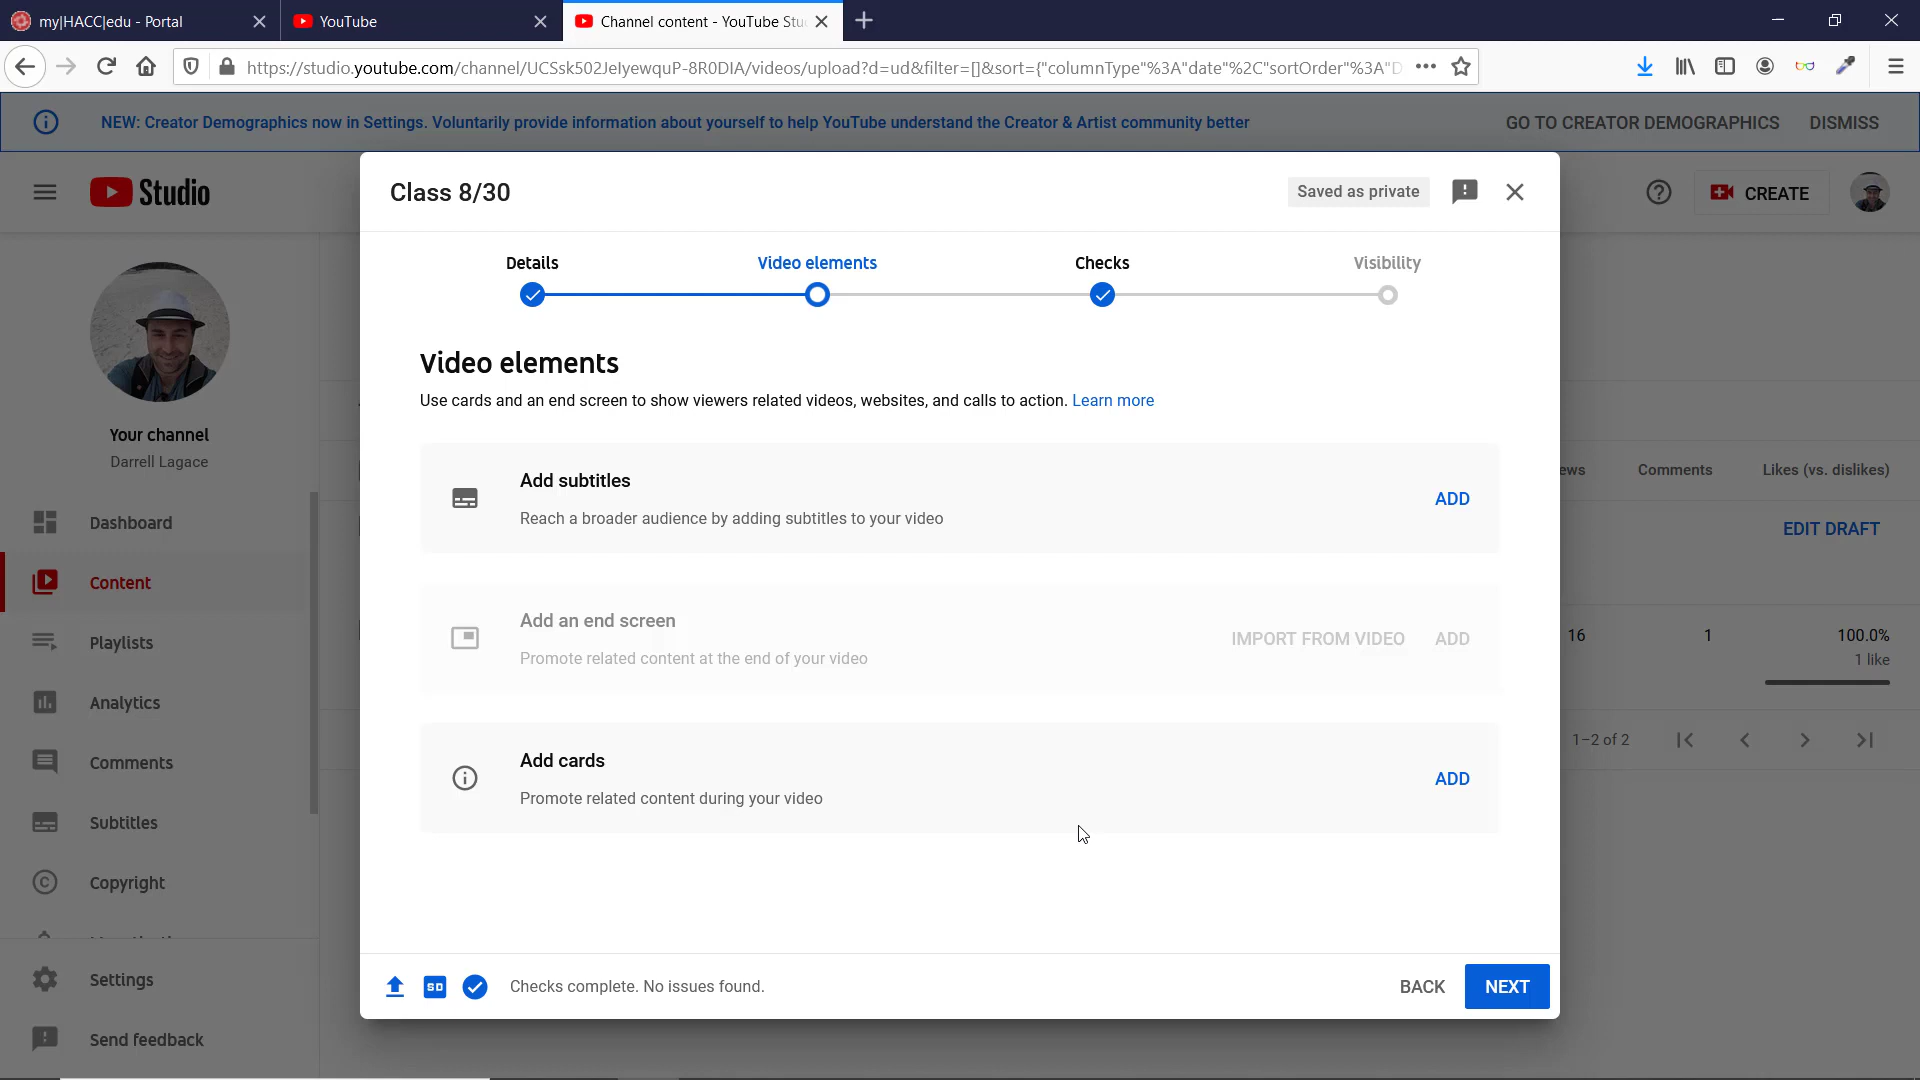 my|HACC|edu - Portal
YouTube
Channel content - YouTube Stu
https://studio.youtube.com/channel/UCSsk502JeIyewquP-8R0DIA/videos/upload?d=ud&filter=[]&sort={"columnType"%3A"date"%2C"sortOrder"%3A"D
NEW: Creator Demographics now in Settings. Voluntarily provide information about yourself to help YouTube understand the Creator & Artist community better
GO TO CREATOR DEMOGRAPHICS
DISMISS
Studio
CREATE
Class 8/30
Saved as private
Details
Video elements
Checks
Visibility
Video elements
Use cards and an end screen to show viewers related videos, websites, and calls to action. Learn more
Add subtitles
Reach a broader audience by adding subtitles to your video
ADD
Add an end screen
Promote related content at the end of your video
IMPORT FROM VIDEO
ADD
Add cards
Promote related content during your video
ADD
SD
Checks complete. No issues found.
BACK
NEXT
Your channel
Darrell Lagace
Dashboard
Content
Playlists
Analytics
Comments
Subtitles
Copyright
Settings
Send feedback
ews
Comments
Likes (vs. dislikes)
EDIT DRAFT
16
1
100.0%
1 like
1–2 of 2